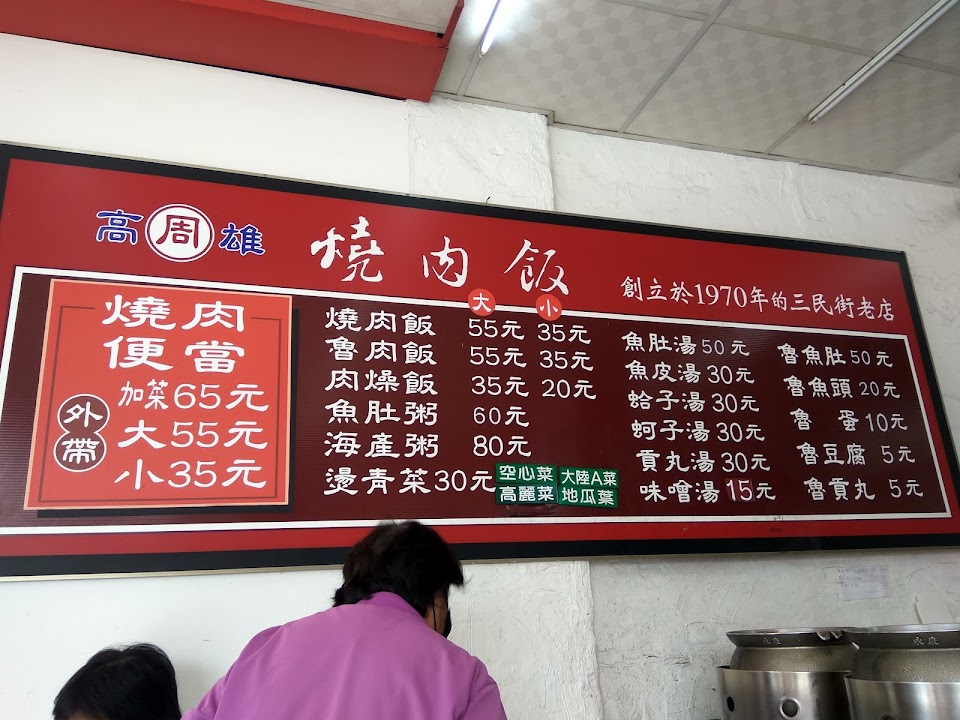 高周雄 燒肉飯 創立於1970年的三民街老店
燒肉
便當
外帶
加菜65元
大55元
小35元
大 小
燒肉飯 55元 35元
魯肉飯 55元 35元
肉燥飯 35元 20元
魚肚粥 60元
海產粥 80元
燙青菜30元
空心菜 大陸A菜
高麗菜 地瓜葉
魚肚湯50元
魚皮湯30元
蛤子湯30元
蚵子湯30元
貢丸湯30元
味噌湯15元
魯魚肚50元
魯魚頭20元
魯蛋10元
魯豆腐5元
魯貢丸5元